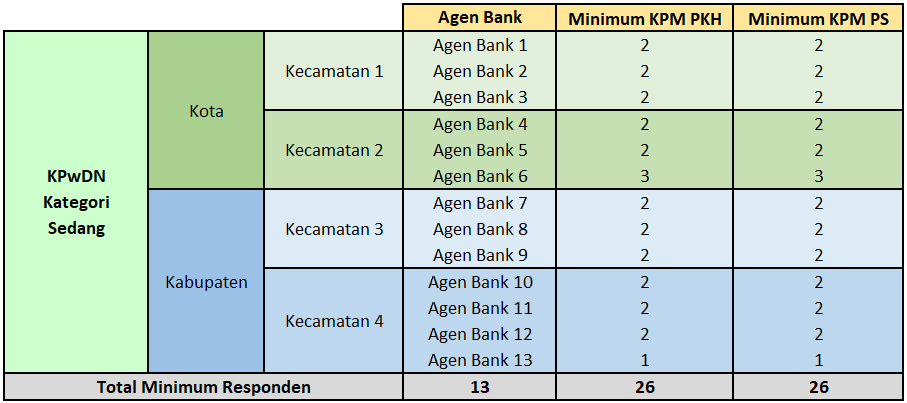 Agen Bank Minimum KPM PKH Minimum KPM PS
KPwDN
Kategori
Sedang
Kota
Kecamatan 1
Agen Bank 1 2 2
Agen Bank 2 2 2
Agen Bank 3 2 2
Kecamatan 2
Agen Bank 4 2 2
Agen Bank 5 2 2
Agen Bank 6 3 3
Kabupaten
Kecamatan 3
Agen Bank 7 2 2
Agen Bank 8 2 2
Agen Bank 9 2 2
Kecamatan 4
Agen Bank 10 2 2
Agen Bank 11 2 2
Agen Bank 12 2 2
Agen Bank 13 1 1
Total Minimum Responden 13 26 26